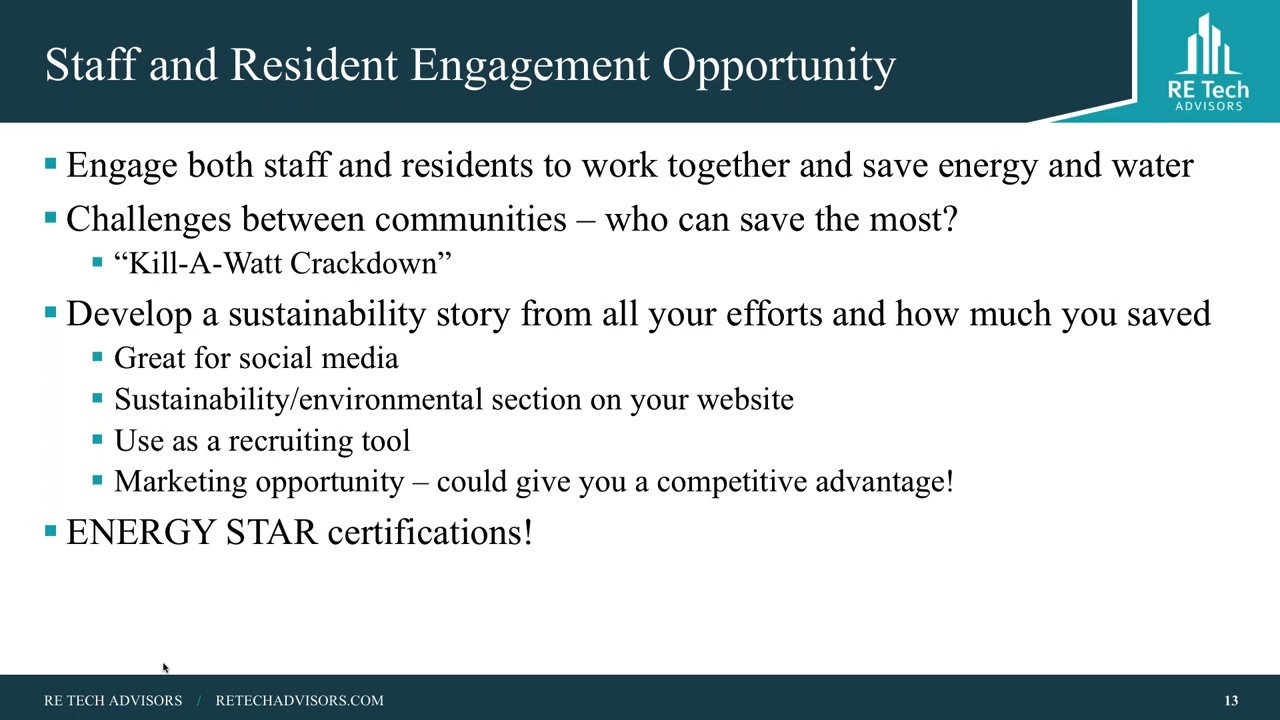 Staff and Resident Engagement Opportunity
RE Tech
ADVISORS
Engage both staff and residents to work together and save energy and water
Challenges between communities – who can save the most?
“Kill-A-Watt Crackdown”
Develop a sustainability story from all your efforts and how much you saved
Great for social media
Sustainability/environmental section on your website
Use as a recruiting tool
Marketing opportunity – could give you a competitive advantage!
ENERGY STAR certifications!
RE TECH ADVISORS / RETECHADVISORS.COM 13